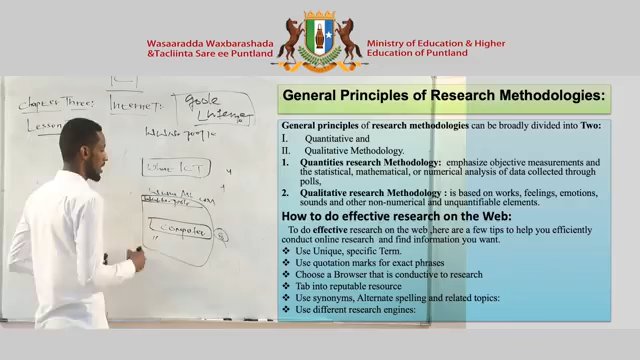 Wasaaradda Waxbarashada
&Tacliinta Sare ee Puntland
Ministry of Education & Higher
Education of Puntland
Chapter Three:
Lesson
Internet:
Computer
General Principles of Research Methodologies:
General principles of research methodologies can be broadly divided into Two:
I. Quantitative and
II. Qualitative Methodology.
1. Quantities research Methodology: emphasize objective measurements and
the statistical, mathematical, or numerical analysis of data collected through
polls,
2. Qualitative research Methodology : is based on works, feelings, emotions,
sounds and other non-numerical and unquantifiable elements.
How to do effective research on the Web:
To do effective research on the web ,here are a few tips to help you efficiently
conduct online research and find information you want.
❖ Use Unique, specific Term.
❖ Use quotation marks for exact phrases
❖ Choose a Browser that is conductive to research
❖ Tab into reputable resource
❖ Use synonyms, Alternate spelling and related topics:
❖ Use different research engines: